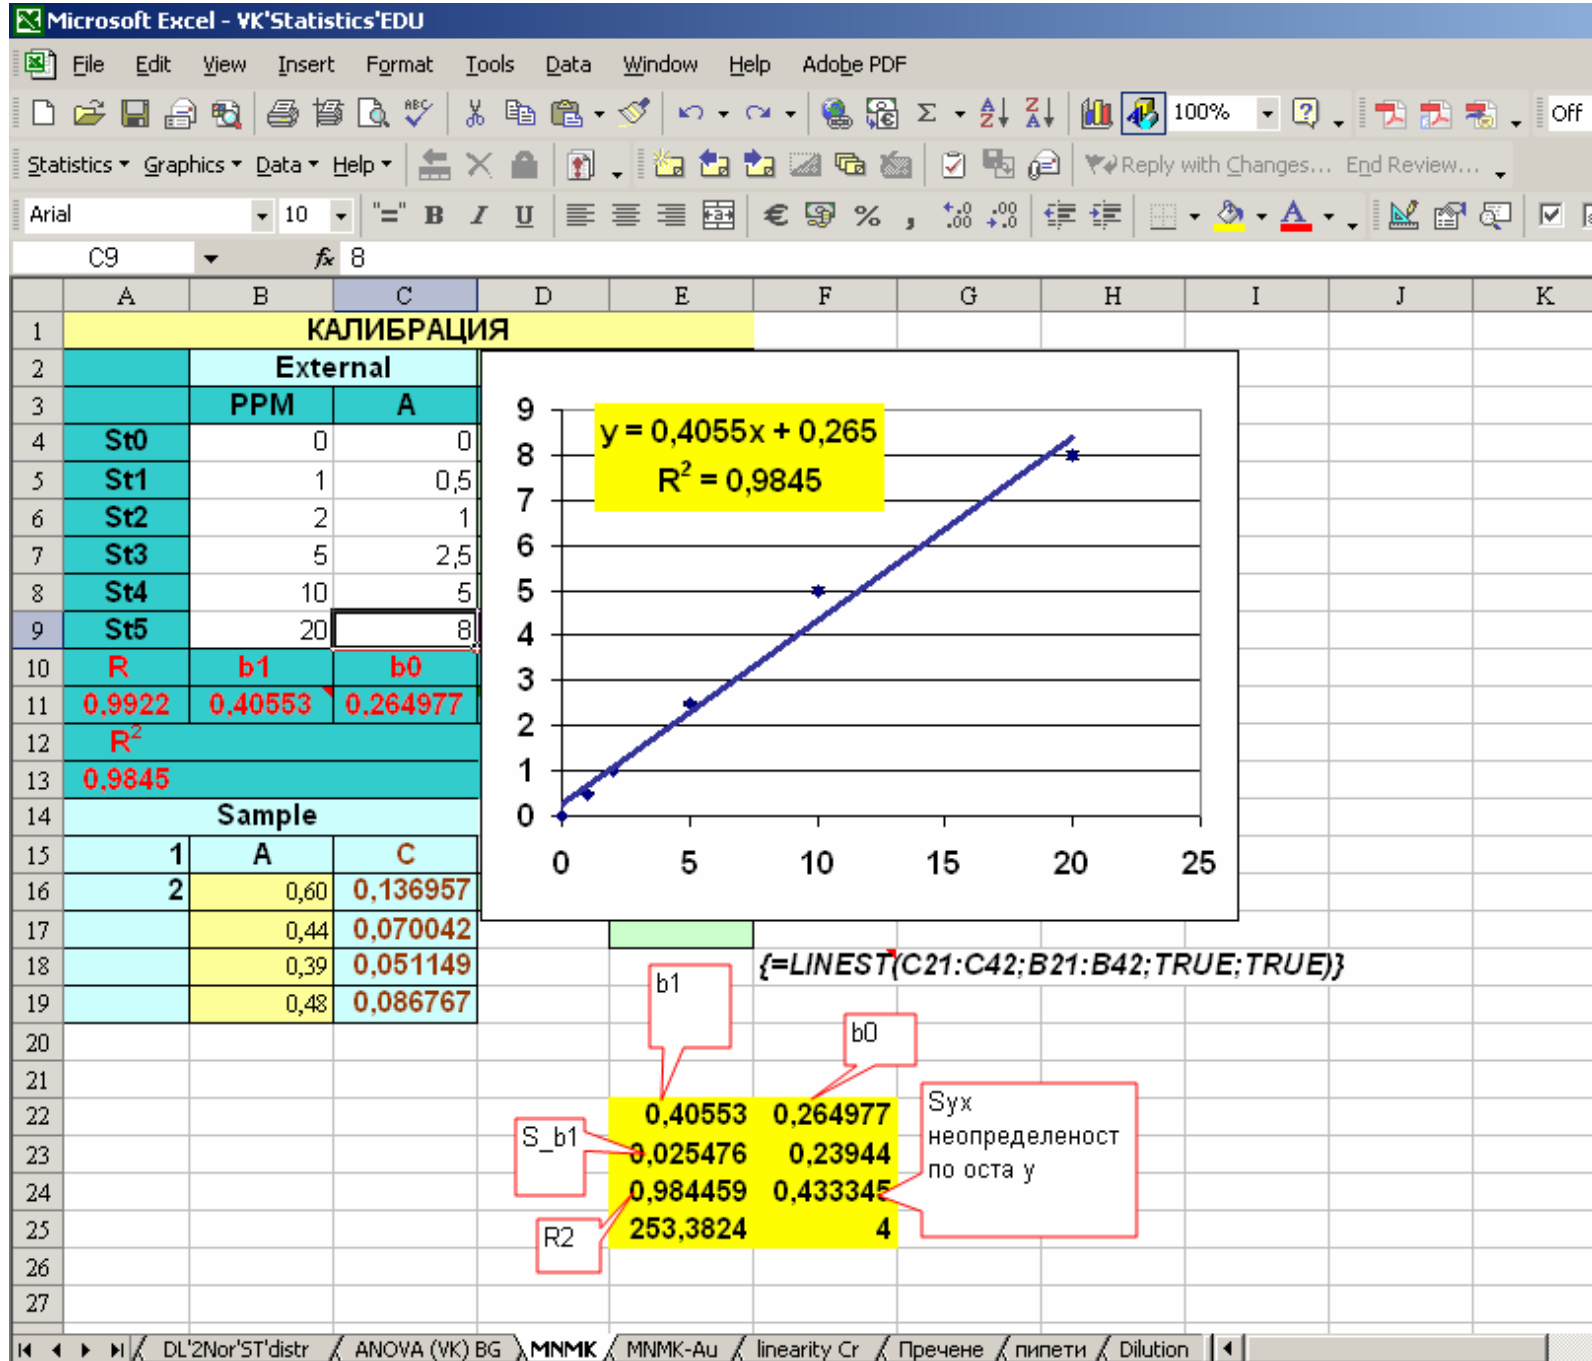 Microsoft Excel - VK'Statistics'EDU
File Edit View Insert Format Tools Data Window Help Adobe PDF
100% Off
Statistics Graphics Data Help Reply with Changes... End Review...
Arial 10 "=" B I U € % ,
C9 fx 8
A B C D E F G H I J K
1 КАЛИБРАЦИЯ
2 External
3 PPM A
4 St0 0 0
5 St1 1 0,5
6 St2 2 1
7 St3 5 2,5
8 St4 10 5
9 St5 20 8
10 R b1 b0
11 0,9922 0,40553 0,264977
12 R²
13 0,9845
14 Sample
15 1 A C
16 2 0,60 0,136957
17 0,44 0,070042
18 0,39 0,051149
19 0,48 0,086767
20
21
22
23
24
25
26
27
y = 0,4055x + 0,265
R² = 0,9845
9
8
7
6
5
4
3
2
1
0
0 5 10 15 20 25
{=LINEST(C21:C42;B21:B42;TRUE;TRUE)}
b1
b0
0,40553 0,264977
S_b1
0,025476 0,23944
0,984459 0,433345
R2
253,3824 4
Syx
неопределеност
по оста y
DL'2Nor'ST'distr ANOVA (VK) BG MNMK MNMK-Au linearity Cr Пречене пипети Dilution